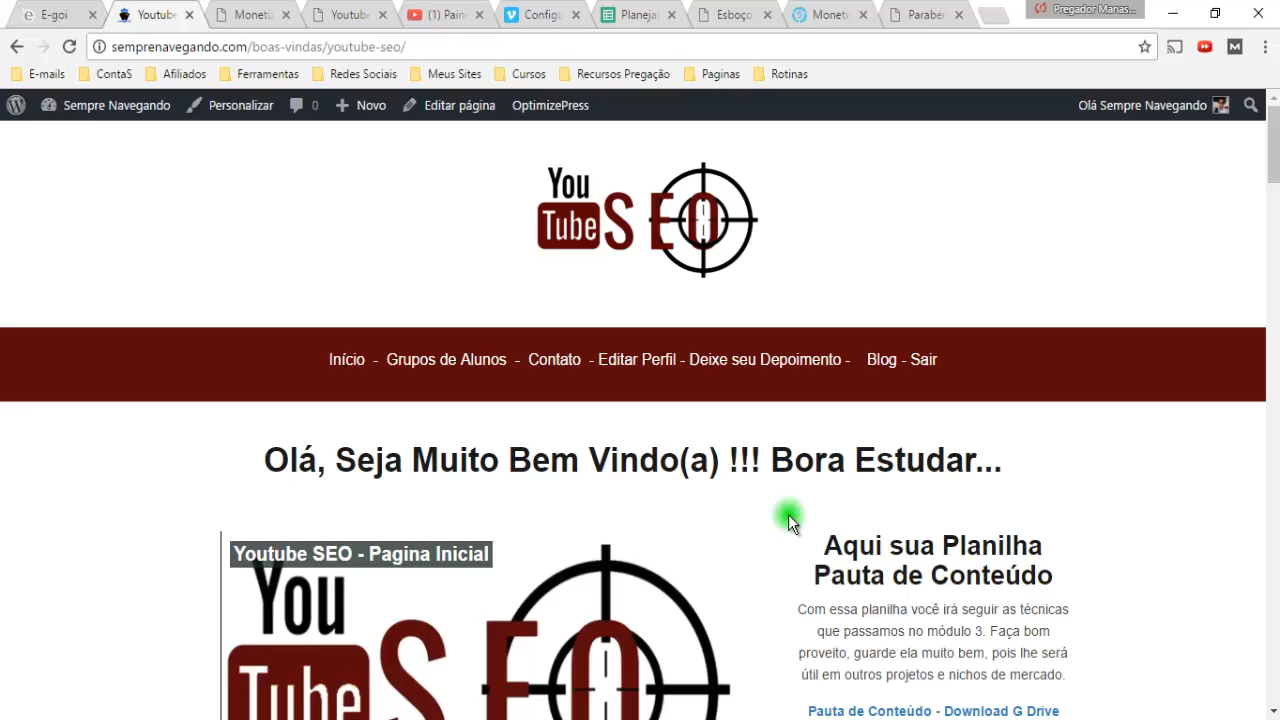 E-goi
Youtube
Moneti
Youtube
(1) Pain
Configu
Planeja
Esboço
Moneti
Parabér
Pregador Manas...
semprenavegando.com/boas-vindas/youtube-seo/
E-mails
ContaS
Afiliados
Ferramentas
Redes Sociais
Meus Sites
Cursos
Recursos Pregação
Paginas
Rotinas
Sempre Navegando
Personalizar
0
Novo
Editar página
OptimizePress
Olá Sempre Navegando
You
Tube SEO
Início - Grupos de Alunos - Contato - Editar Perfil - Deixe seu Depoimento - Blog - Sair
Olá, Seja Muito Bem Vindo(a) !!! Bora Estudar...
Youtube SEO - Pagina Inicial
You
Tube SEO
Aqui sua Planilha
Pauta de Conteúdo
Com essa planilha você irá seguir as técnicas
que passamos no módulo 3. Faça bom
proveito, guarde ela muito bem, pois lhe será
útil em outros projetos e nichos de mercado.
Pauta de Conteúdo - Download G Drive